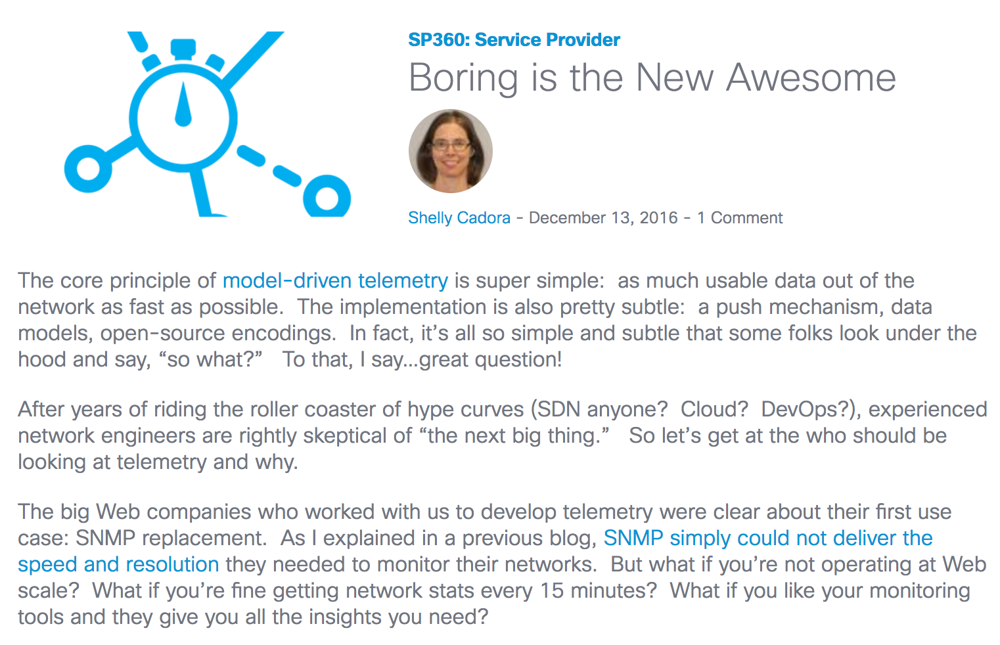 SP360: Service Provider
Boring is the New Awesome
Shelly Cadora - December 13, 2016 - 1 Comment
The core principle of model-driven telemetry is super simple:  as much usable data out of the
network as fast as possible.  The implementation is also pretty subtle:  a push mechanism, data
models, open-source encodings.  In fact, it’s all so simple and subtle that some folks look under the
hood and say, “so what?”   To that, I say...great question!
After years of riding the roller coaster of hype curves (SDN anyone?  Cloud?  DevOps?), experienced
network engineers are rightly skeptical of “the next big thing.”   So let’s get at the who should be
looking at telemetry and why.
The big Web companies who worked with us to develop telemetry were clear about their first use
case: SNMP replacement.  As I explained in a previous blog, SNMP simply could not deliver the
speed and resolution they needed to monitor their networks.  But what if you’re not operating at Web
scale?  What if you’re fine getting network stats every 15 minutes?  What if you like your monitoring
tools and they give you all the insights you need?